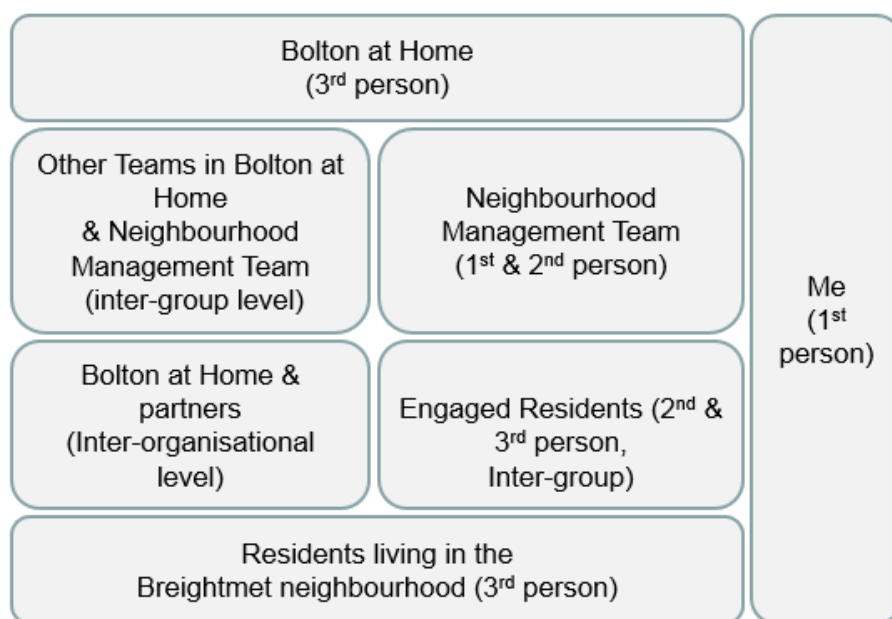 Bolton at Home
(3rd person)
Other Teams in Bolton at
Home
& Neighbourhood
Management Team
(inter-group level)
Neighbourhood
Management Team
(1st & 2nd person)
Bolton at Home &
partners
(Inter-organisational
level)
Engaged Residents (2nd &
3rd person,
Inter-group)
Residents living in the
Breightmet neighbourhood (3rd person)
Me
(1st
person)